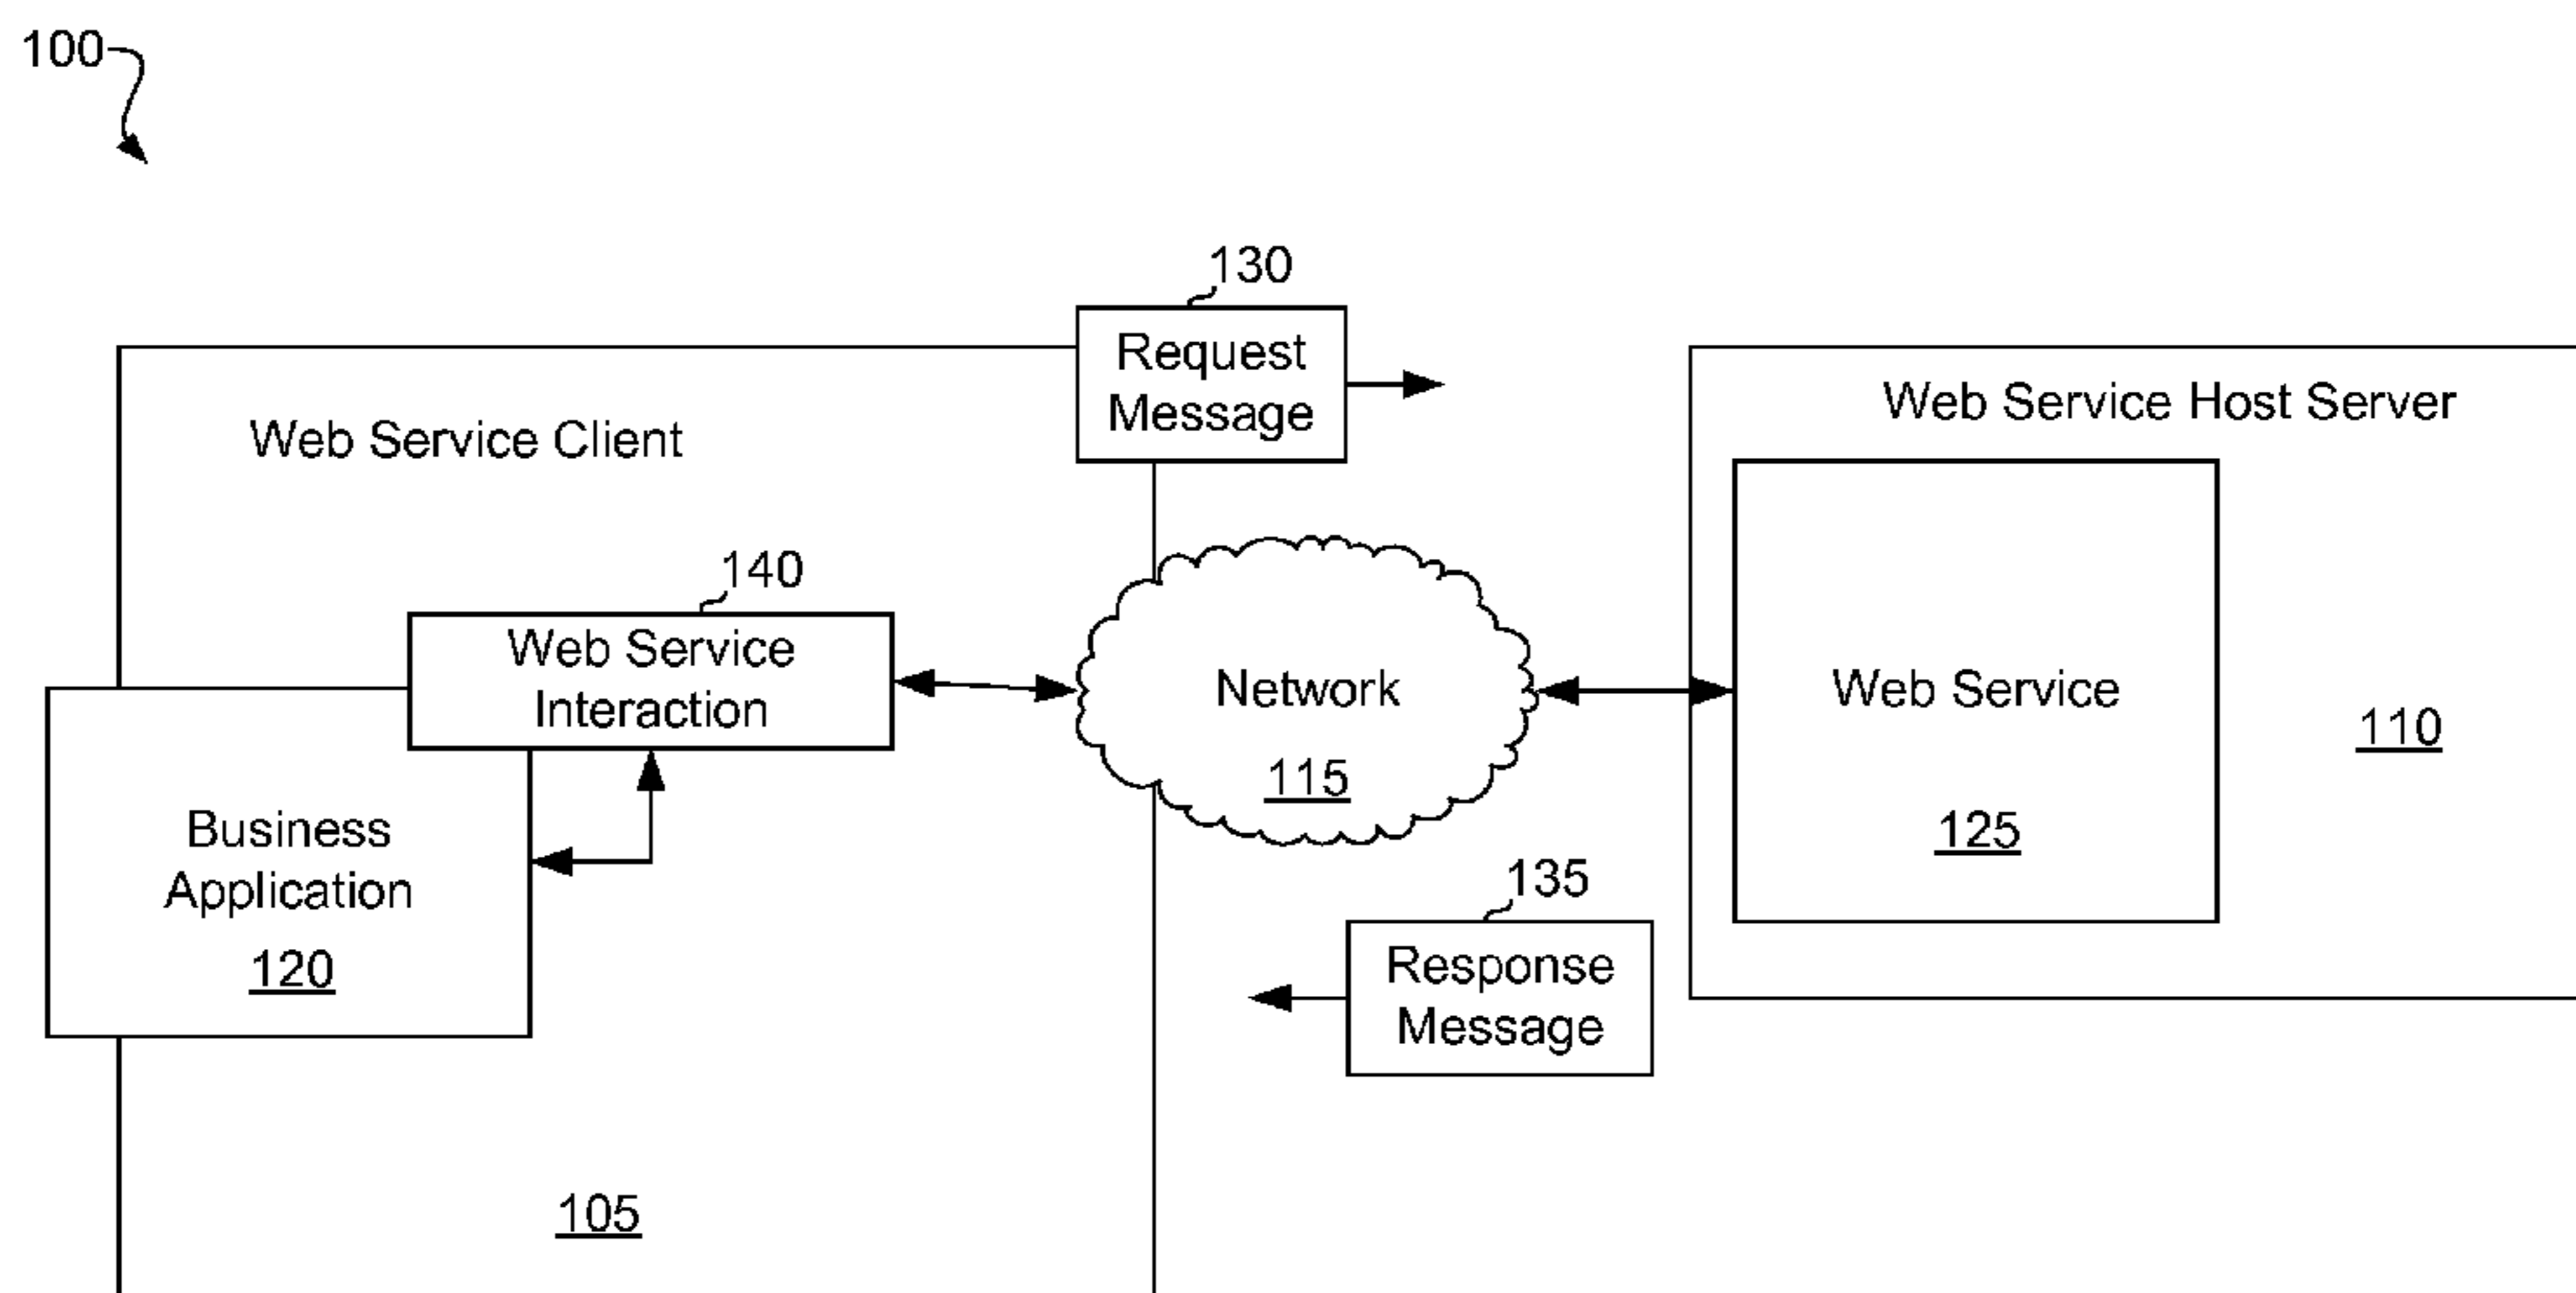 100
130
Request
Message
Web Service Client
Web Service Host Server
140
Web Service
Interaction
Network
115
Web Service
110
125
Business
Application
120
135
Response
Message
105